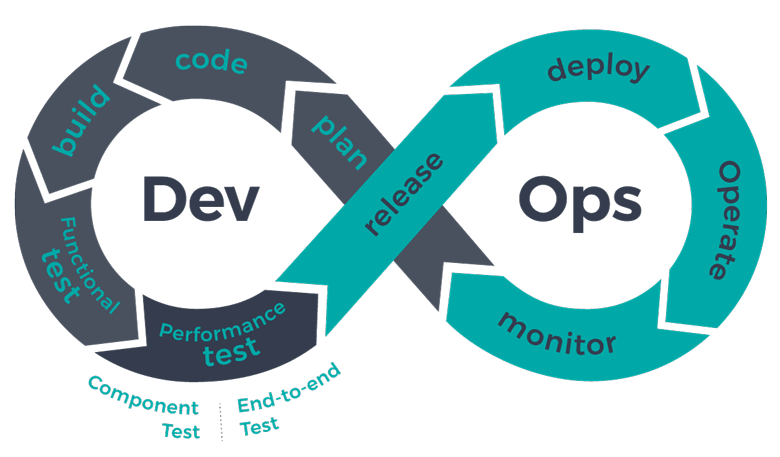 plan
code
build
Functional
test
Performance
test
Component
Test
End-to-end
Test
release
deploy
Operate
monitor
Dev
Ops